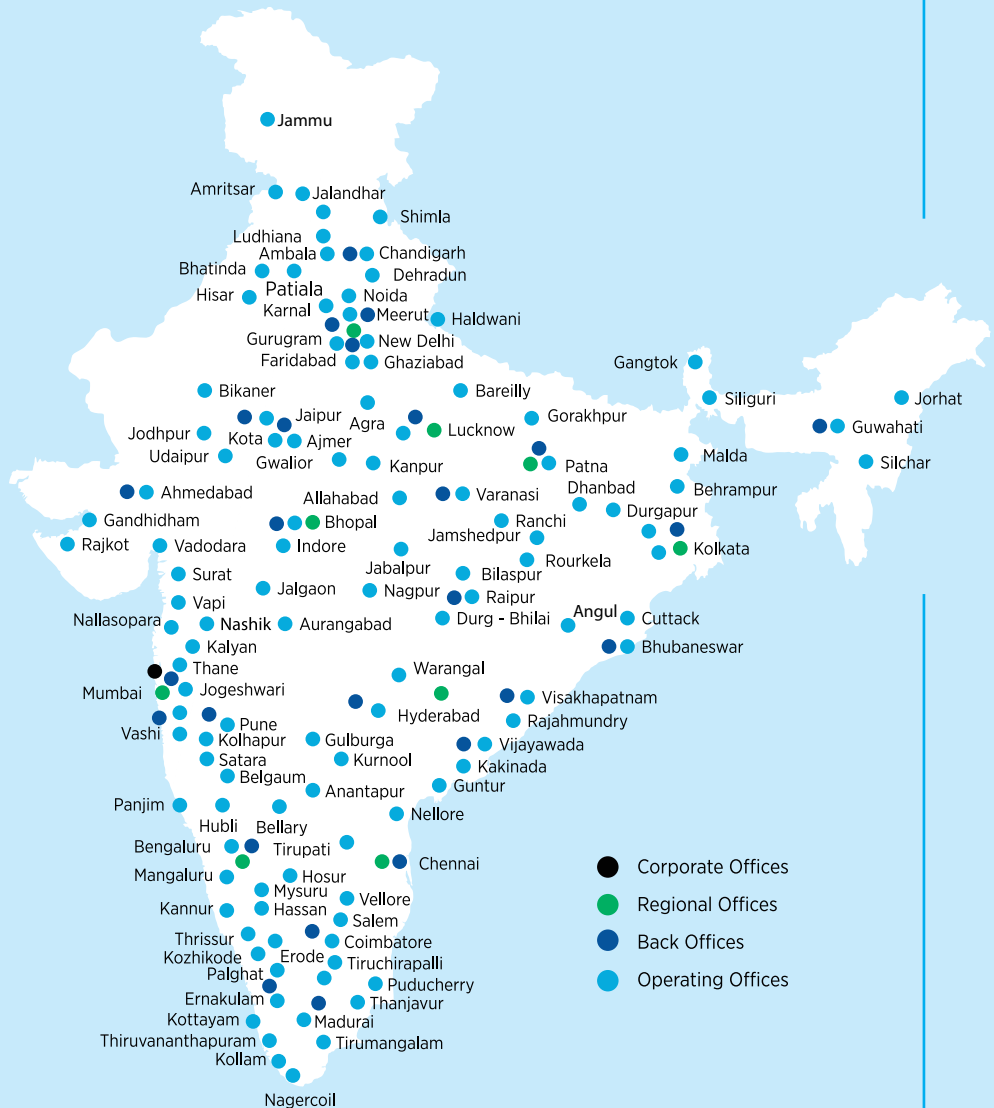 Jammu
Amritsar
Jalandhar
Shimla
Ludhiana
Ambala
Chandigarh
Bhatinda
Dehradun
Patiala
Hisar
Noida
Karnal
Meerut
Haldwani
Gurugram
New Delhi
Faridabad
Ghaziabad
Gangtok
Bikaner
Bareilly
Siliguri
Jorhat
Jaipur
Agra
Gorakhpur
Jodhpur
Kota
Ajmer
Lucknow
Guwahati
Udaipur
Gwalior
Kanpur
Patna
Malda
Silchar
Ahmedabad
Allahabad
Varanasi
Dhanbad
Behrampur
Gandhidham
Bhopal
Ranchi
Durgapur
Rajkot
Vadodara
Indore
Jamshedpur
Kolkata
Jabalpur
Rourkela
Surat
Bilaspur
Jalgaon
Nagpur
Raipur
Vapi
Nallasopara
Nashik
Aurangabad
Durg - Bhilai
Angul
Cuttack
Kalyan
Bhubaneswar
Thane
Warangal
Mumbai
Jogeshwari
Visakhapatnam
Hyderabad
Rajahmundry
Vashi
Pune
Kolhapur
Gulburga
Vijayawada
Satara
Kurnool
Kakinada
Belgaum
Guntur
Anantapur
Panjim
Nellore
Hubli
Bellary
Bengaluru
Tirupati
Chennai
Mangaluru
Hosur
Mysuru
Vellore
Kannur
Hassan
Salem
Thrissur
Coimbatore
Kozhikode
Erode
Tiruchirapalli
Palghat
Puducherry
Ernakulam
Thanjavur
Kottayam
Madurai
Thiruvananthapuram
Tirumangalam
Kollam
Nagercoil
Corporate Offices
Regional Offices
Back Offices
Operating Offices